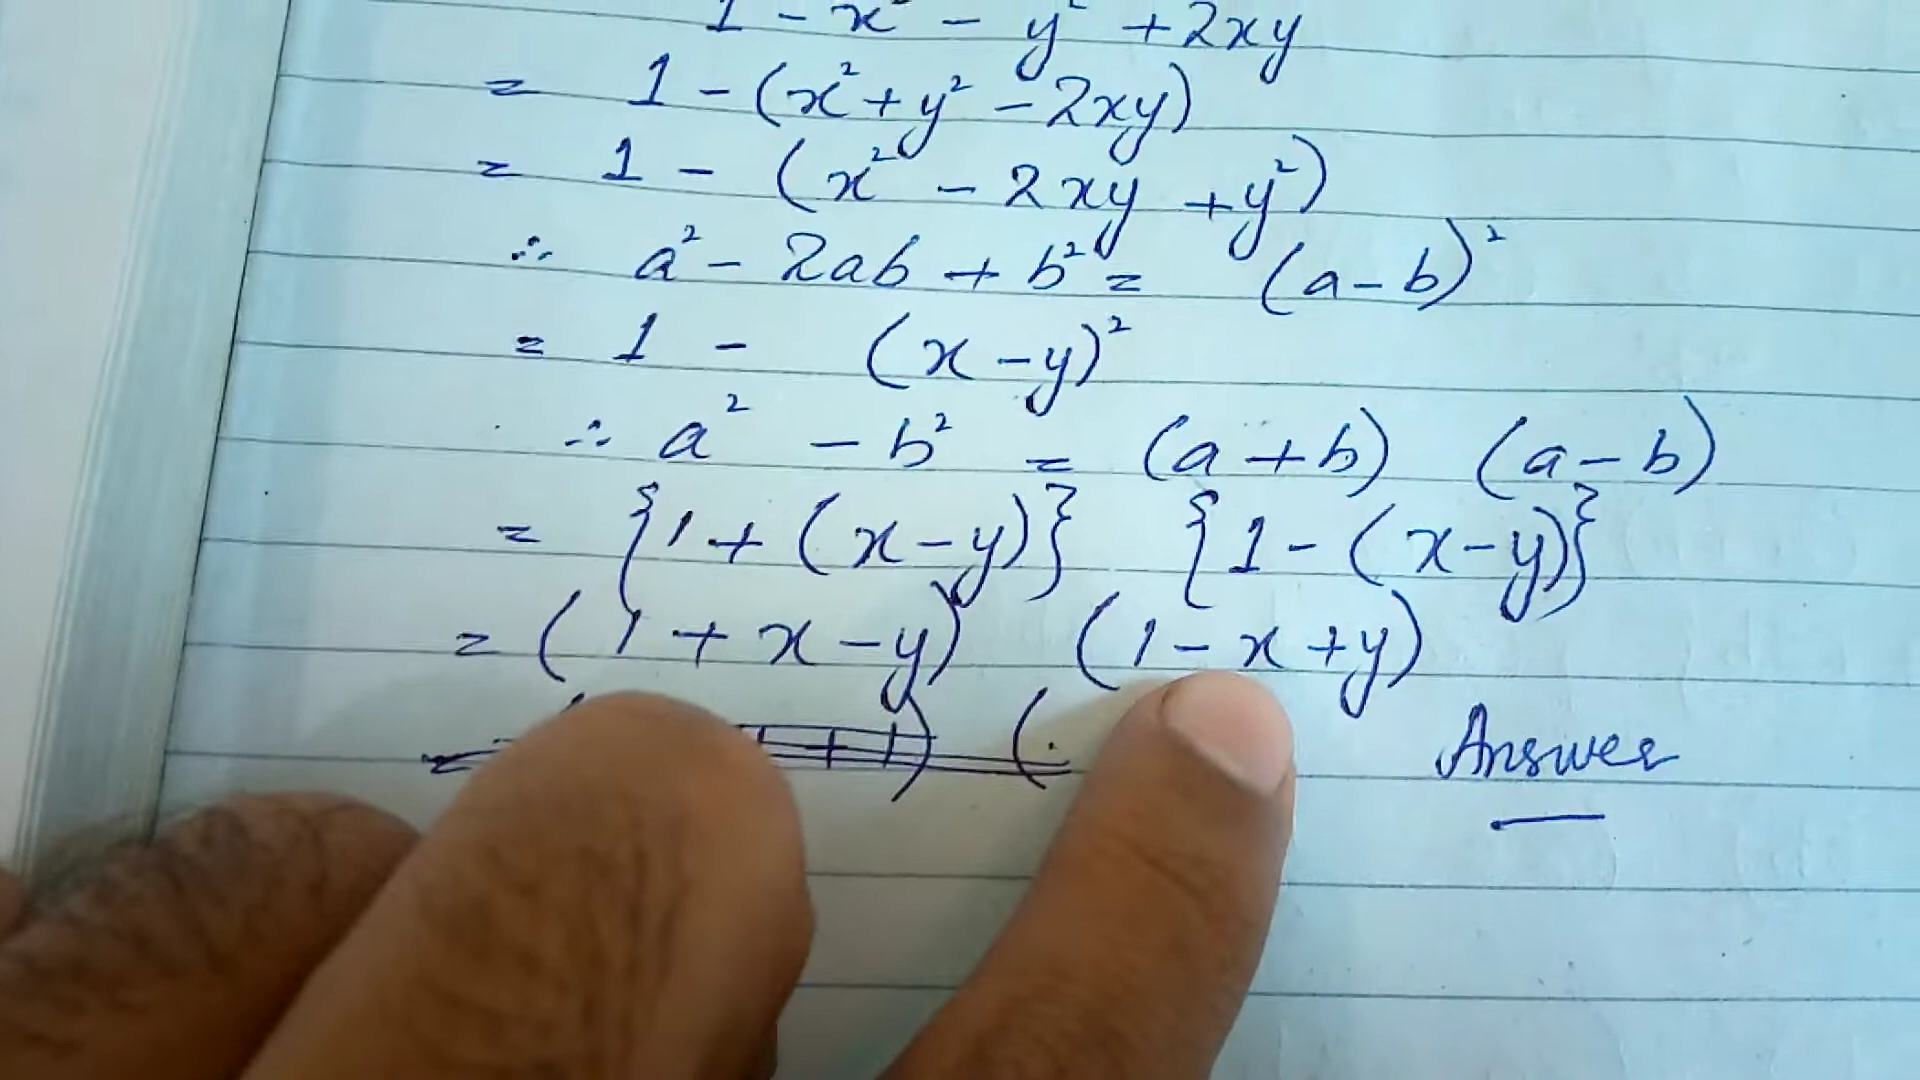 1 - x² - y² + 2xy
= 1 - (x² + y² - 2xy)
= 1 - (x² - 2xy + y²)
∴ a² - 2ab + b² = (a - b)²
= 1 - (x - y)²
∴ a² - b² = (a + b) (a - b)
= {1 + (x - y)} {1 - (x - y)}
= (1 + x - y) (1 - x + y)
Answer